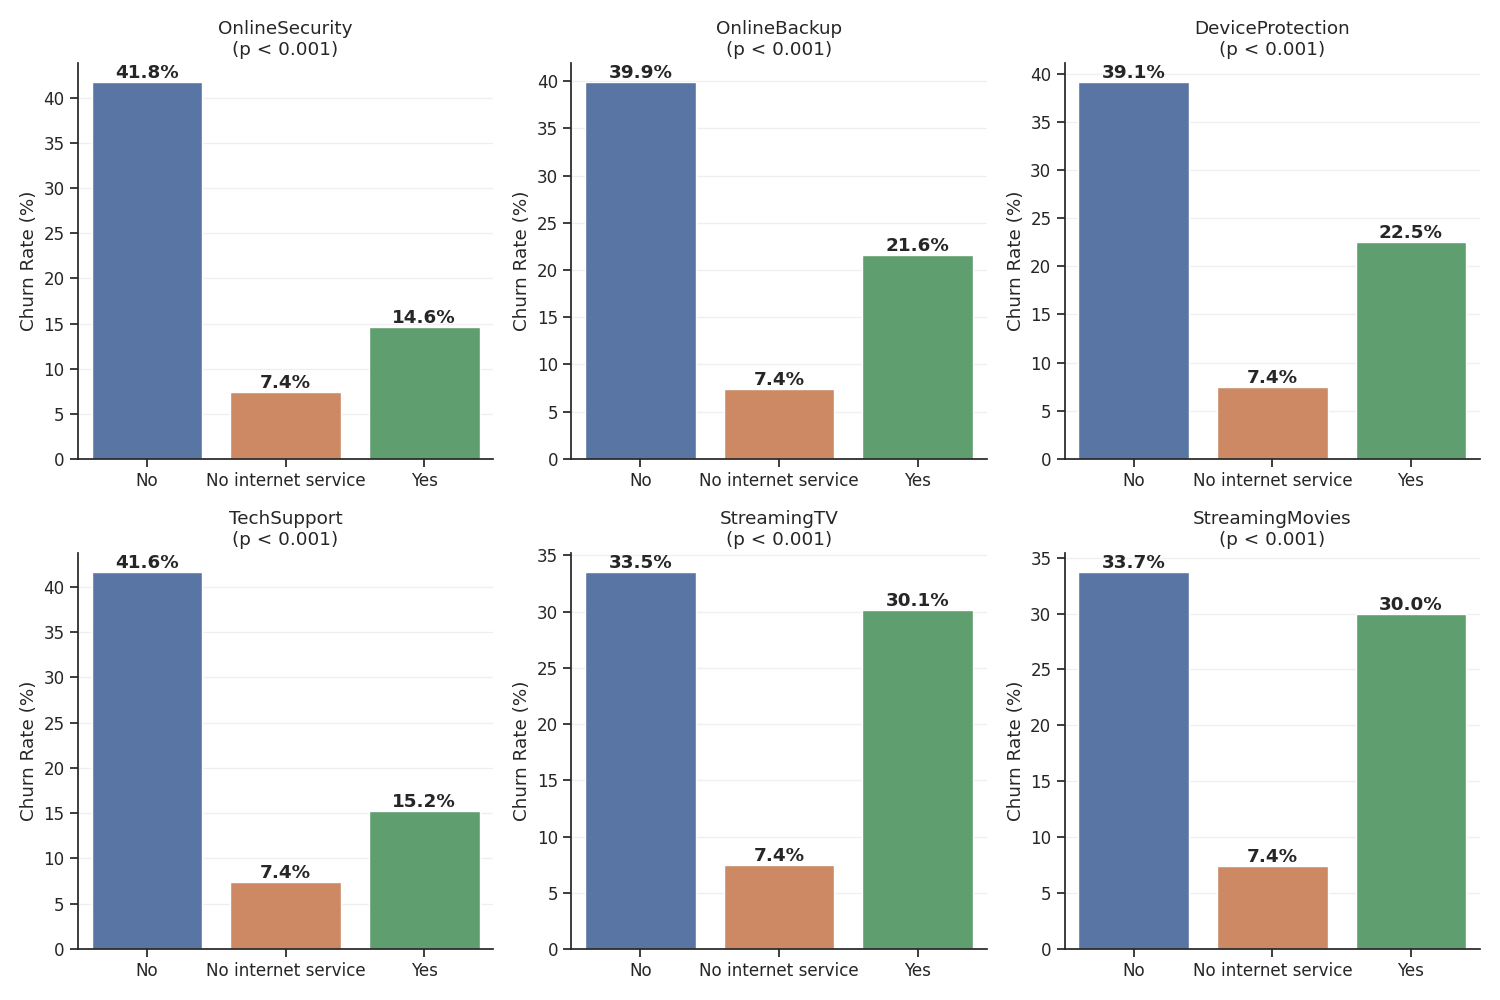 OnlineSecurity
(p < 0.001)
41.8%
7.4%
14.6%
40
35
30
25
20
15
10
5
0
Churn Rate (%)
No
No internet service
Yes
OnlineBackup
(p < 0.001)
39.9%
7.4%
21.6%
40
35
30
25
20
15
10
5
0
Churn Rate (%)
No
No internet service
Yes
DeviceProtection
(p < 0.001)
39.1%
7.4%
22.5%
40
35
30
25
20
15
10
5
0
Churn Rate (%)
No
No internet service
Yes
TechSupport
(p < 0.001)
41.6%
7.4%
15.2%
40
35
30
25
20
15
10
5
0
Churn Rate (%)
No
No internet service
Yes
StreamingTV
(p < 0.001)
33.5%
7.4%
30.1%
35
30
25
20
15
10
5
0
Churn Rate (%)
No
No internet service
Yes
StreamingMovies
(p < 0.001)
33.7%
7.4%
30.0%
35
30
25
20
15
10
5
0
Churn Rate (%)
No
No internet service
Yes